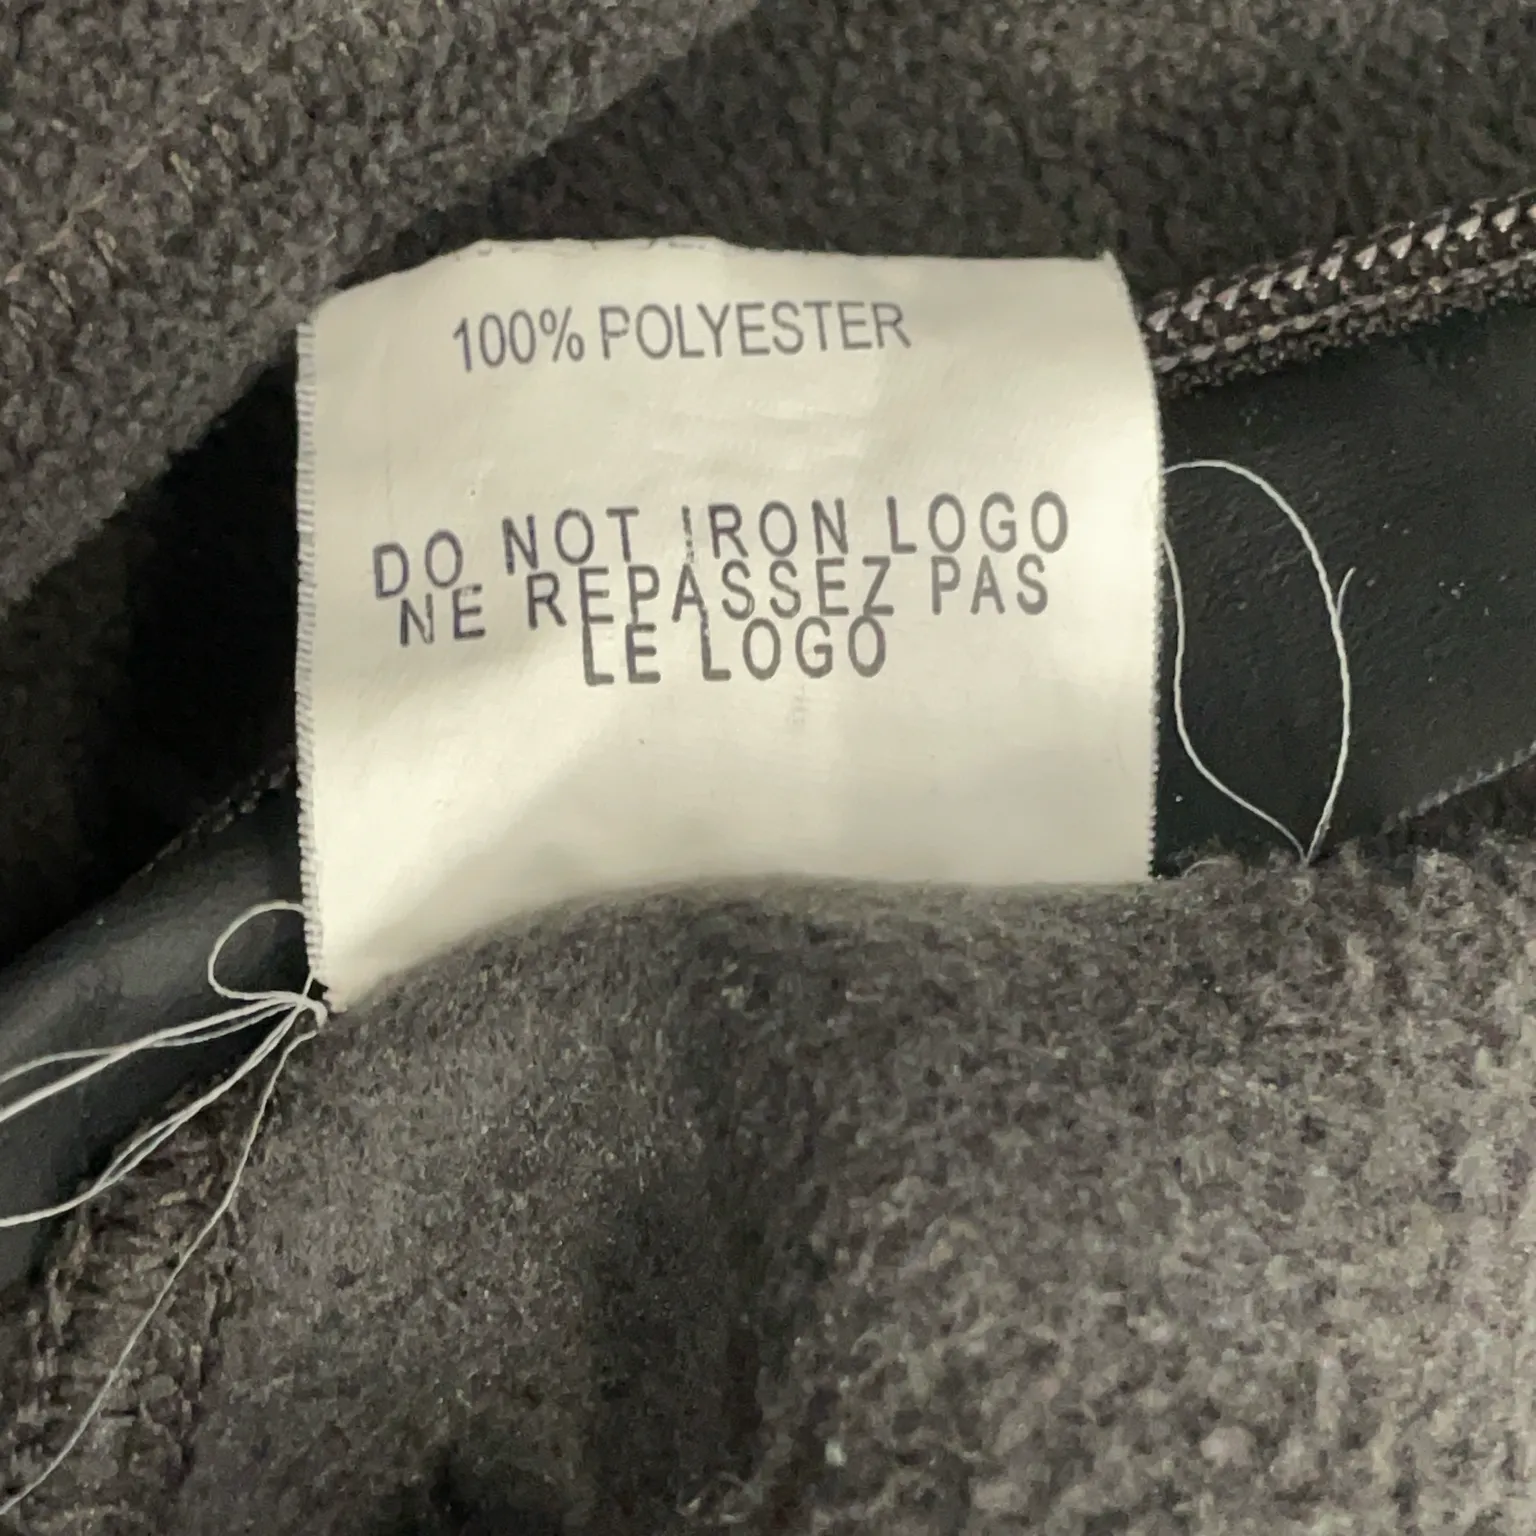 100% POLYESTER
DO NOT IRON LOGO
NE REPASSEZ PAS
LE LOGO